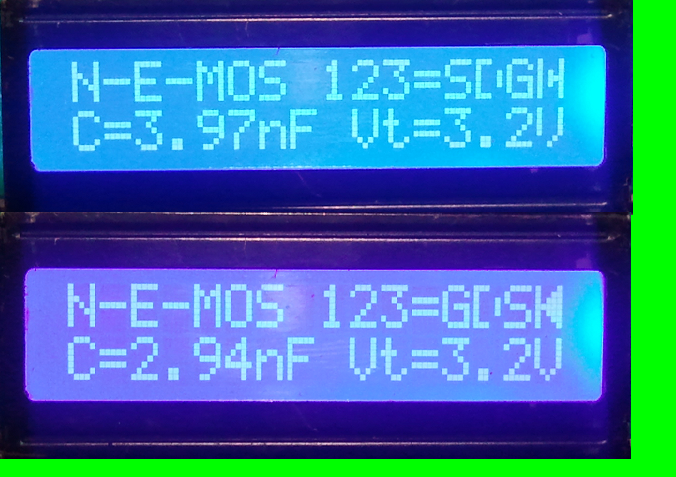 N-E-MOS 123=SDG
C=3.97nF Vt=3.2V
N-E-MOS 123=GDS
C=2.94nF Vt=3.2V